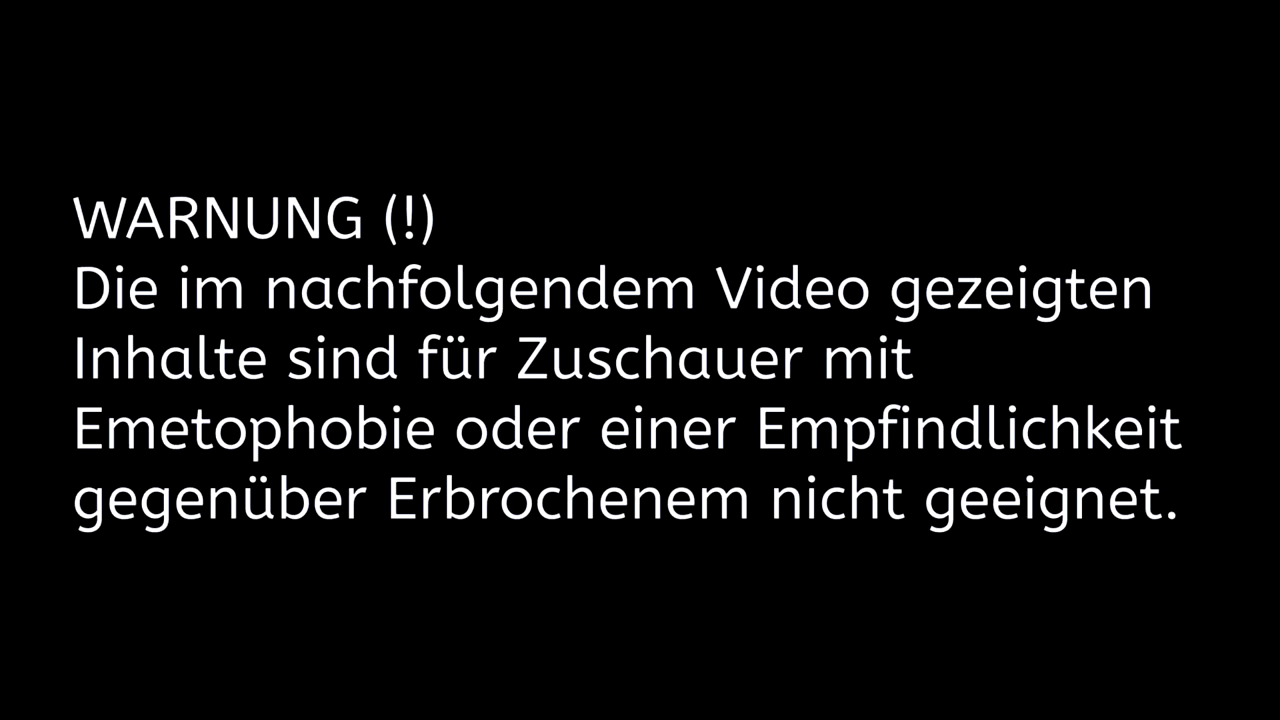 WARNUNG (!)
Die im nachfolgendem Video gezeigten
Inhalte sind für Zuschauer mit
Emetophobie oder einer Empfindlichkeit
gegenüber Erbrochenem nicht geeignet.